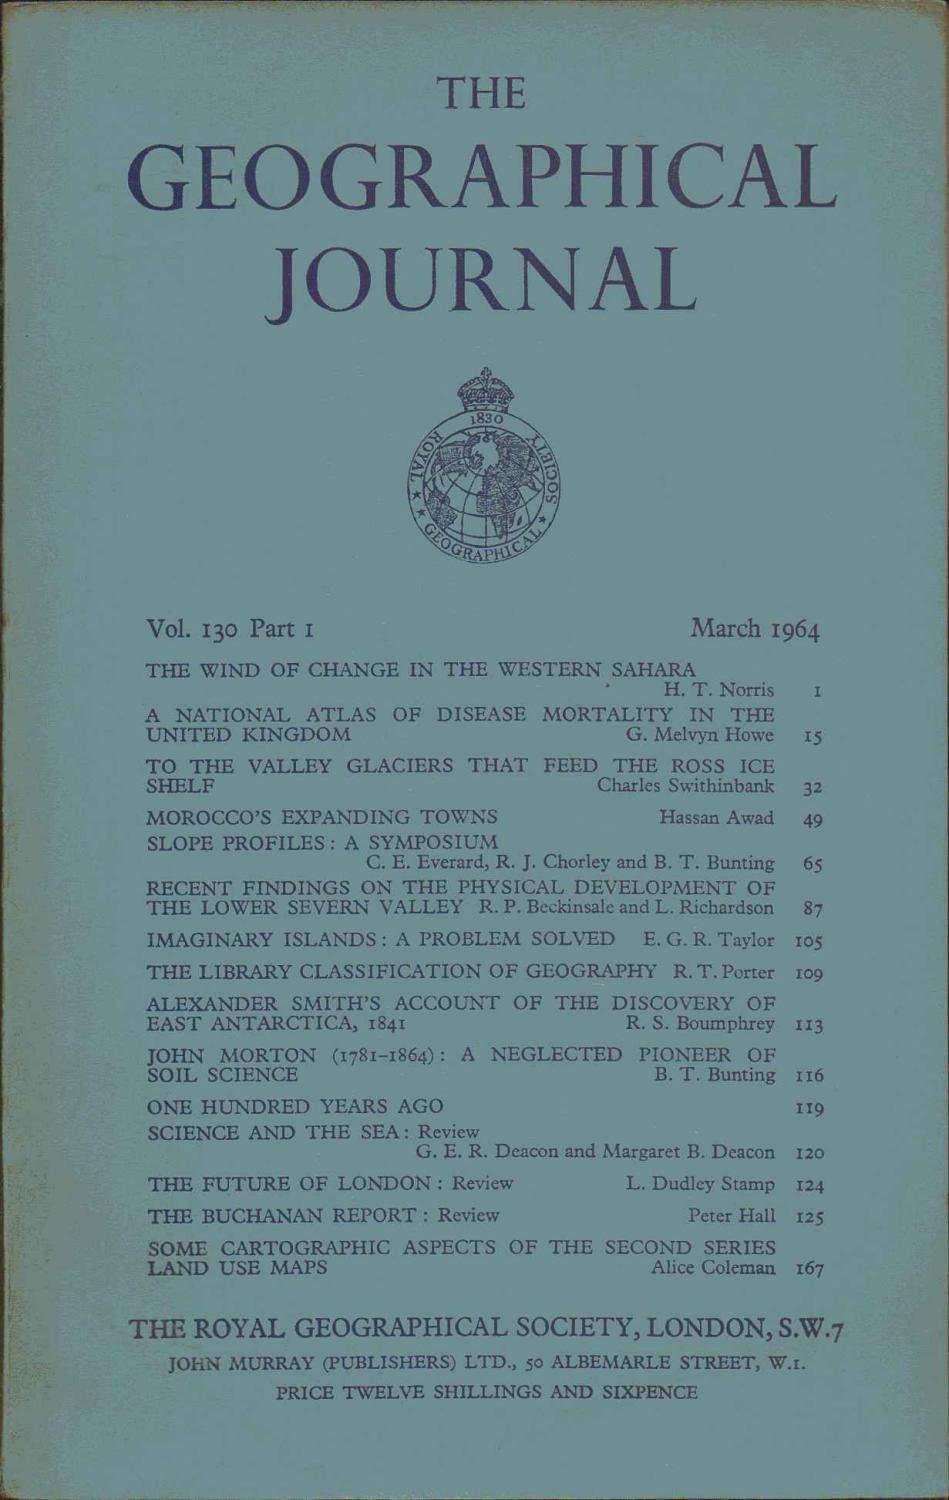 THE
GEOGRAPHICAL
JOURNAL
1830
ROYAL
SOCIETY
GEOGRAPHICAL
Vol. 130 Part 1 March 1964
THE WIND OF CHANGE IN THE WESTERN SAHARA
H. T. Norris 1
A NATIONAL ATLAS OF DISEASE MORTALITY IN THE
UNITED KINGDOM G. Melvyn Howe 15
TO THE VALLEY GLACIERS THAT FEED THE ROSS ICE
SHELF Charles Swithinbank 32
MOROCCO'S EXPANDING TOWNS Hassan Awad 49
SLOPE PROFILES: A SYMPOSIUM
C. E. Everard, R. J. Chorley and B. T. Bunting 65
RECENT FINDINGS ON THE PHYSICAL DEVELOPMENT OF
THE LOWER SEVERN VALLEY R. P. Beckinsale and L. Richardson 87
IMAGINARY ISLANDS: A PROBLEM SOLVED E. G. R. Taylor 105
THE LIBRARY CLASSIFICATION OF GEOGRAPHY R. T. Porter 109
ALEXANDER SMITH'S ACCOUNT OF THE DISCOVERY OF
EAST ANTARCTICA, 1841 R. S. Boumphrey 113
JOHN MORTON (1781–1864): A NEGLECTED PIONEER OF
SOIL SCIENCE B. T. Bunting 116
ONE HUNDRED YEARS AGO 119
SCIENCE AND THE SEA: Review
G. E. R. Deacon and Margaret B. Deacon 120
THE FUTURE OF LONDON: Review L. Dudley Stamp 124
THE BUCHANAN REPORT: Review Peter Hall 125
SOME CARTOGRAPHIC ASPECTS OF THE SECOND SERIES
LAND USE MAPS Alice Coleman 167
THE ROYAL GEOGRAPHICAL SOCIETY, LONDON, S.W.7
JOHN MURRAY (PUBLISHERS) LTD., 50 ALBEMARLE STREET, W.1.
PRICE TWELVE SHILLINGS AND SIXPENCE